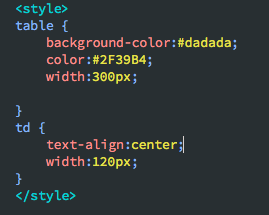 <style>
table {
background-color:#dadada;
color:#2F39B4;
width:300px;
}
td {
text-align:center;
width:120px;
}
</style>